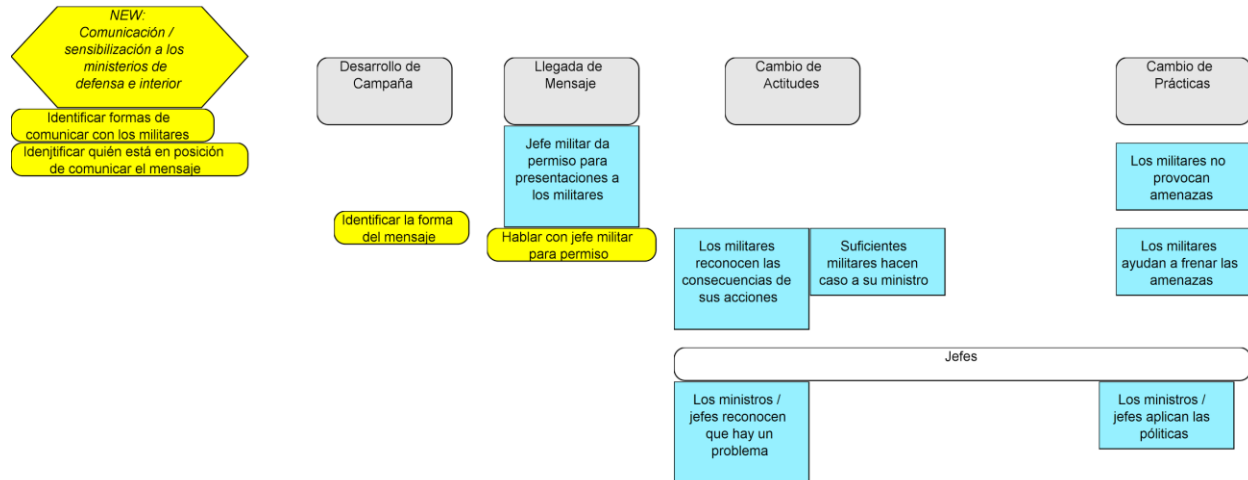 NEW:
Comunicación /
sensibilización a los
ministerios de
defensa e interior
Identificar formas de
comunicar con los militares
Idenjtificar quién está en posición
de comunicar el mensaje
Desarrollo de
Campaña
Identificar la forma
del mensaje
Llegada de
Mensaje
Jefe militar da
permiso para
presentaciones a
los militares
Hablar con jefe militar
para permiso
Cambio de
Actitudes
Los militares
reconocen las
consecuencias de
sus acciones
Suficientes
militares hacen
caso a su ministro
Cambio de
Prácticas
Los militares no
provocan
amenazas
Los militares
ayudan a frenar las
amenazas
Jefes
Los ministros /
jefes reconocen
que hay un
problema
Los ministros /
jefes aplican las
póliticas